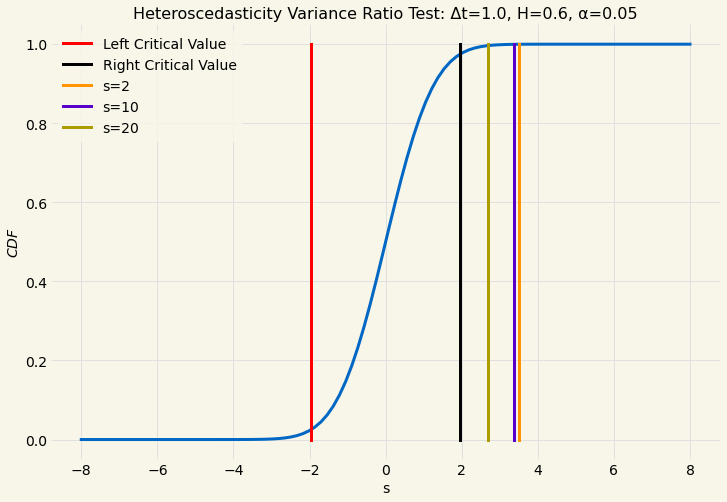 Heteroscedasticity Variance Ratio Test: Δt=1.0, H=0.6, α=0.05
Left Critical Value
Right Critical Value
s=2
s=10
s=20
CDF
1.0
0.8
0.6
0.4
0.2
0.0
−8 −6 −4 −2 0 2 4 6 8
s